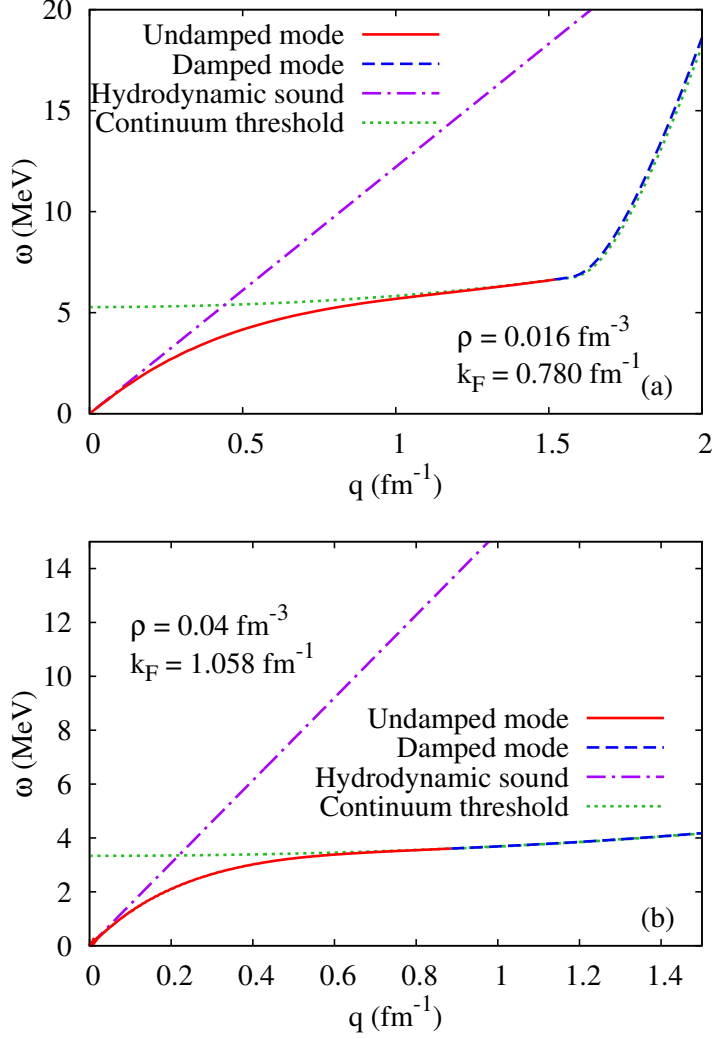 20
15
10
5
0
ω (MeV)
Undamped mode
Damped mode
Hydrodynamic sound
Continuum threshold
ρ = 0.016 fm⁻³
k_F = 0.780 fm⁻¹
(a)
0 0.5 1 1.5 2
q (fm⁻¹)
14
12
10
8
6
4
2
0
ω (MeV)
ρ = 0.04 fm⁻³
k_F = 1.058 fm⁻¹
Undamped mode
Damped mode
Hydrodynamic sound
Continuum threshold
(b)
0 0.2 0.4 0.6 0.8 1 1.2 1.4
q (fm⁻¹)